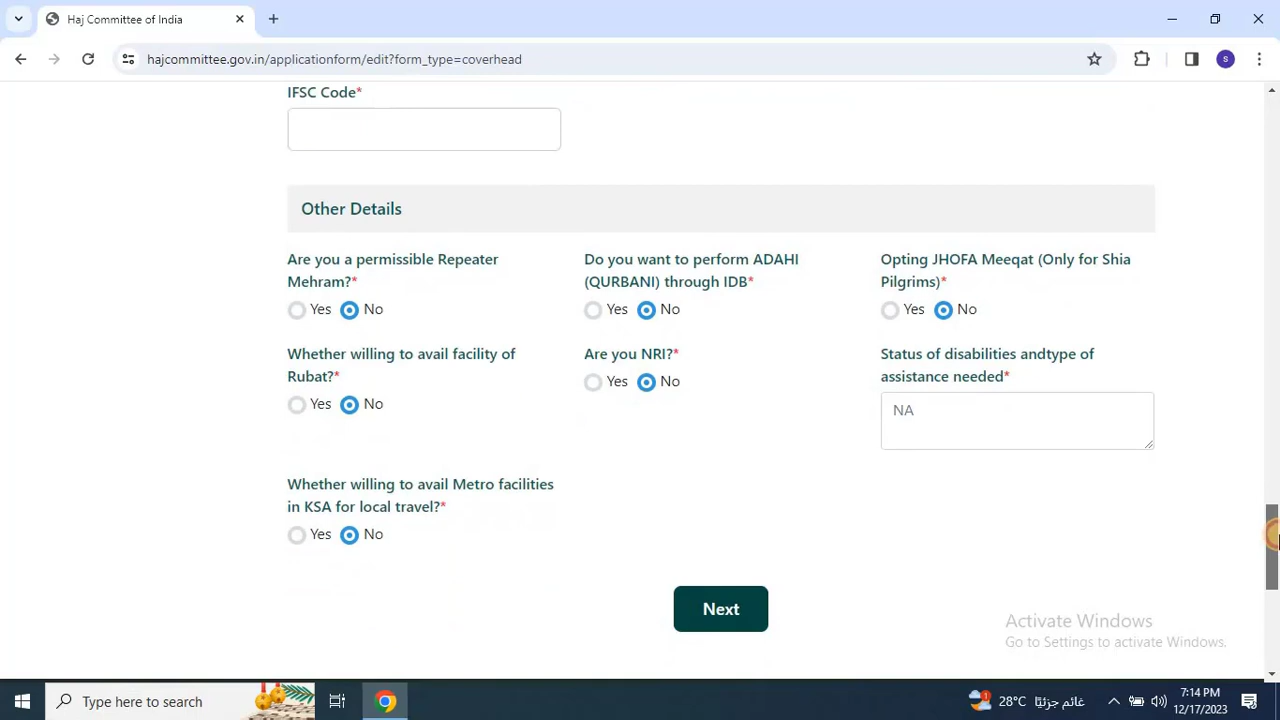 Haj Committee of India
hajcommittee.gov.in/applicationform/edit?form_type=coverhead
S
IFSC Code*
Other Details
Are you a permissible Repeater
Mehram?*
Yes No
Do you want to perform ADAHI
(QURBANI) through IDB*
Yes No
Opting JHOFA Meeqat (Only for Shia
Pilgrims)*
Yes No
Whether willing to avail facility of
Rubat?*
Yes No
Are you NRI?*
Yes No
Status of disabilities andtype of
assistance needed*
NA
Whether willing to avail Metro facilities
in KSA for local travel?*
Yes No
Next
Activate Windows
Go to Settings to activate Windows.
Type here to search
1
28°C غائم جزئيًا
7:14 PM
12/17/2023